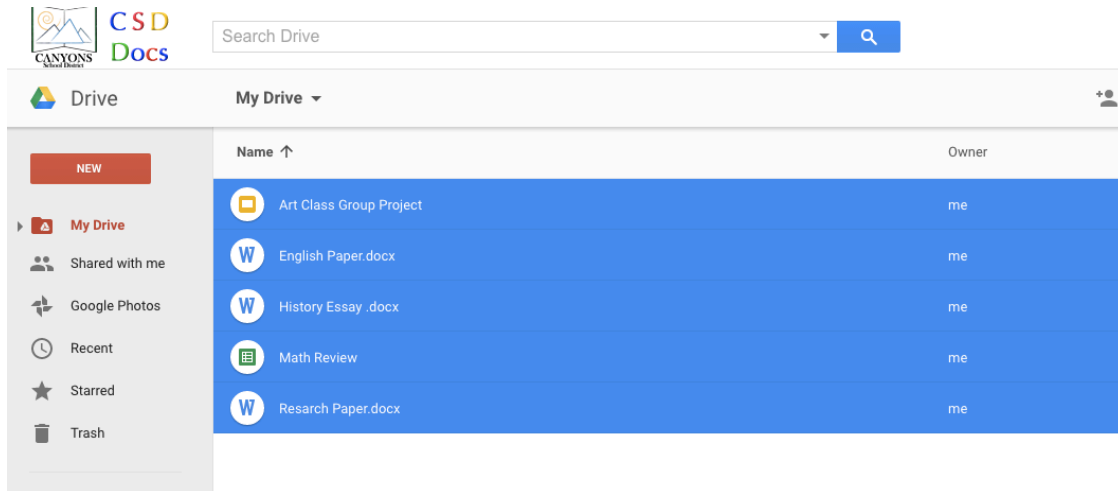 CSD
Docs
CANYONS
School District
Search Drive
Drive
My Drive
Name
Owner
NEW
My Drive
Shared with me
Google Photos
Recent
Starred
Trash
Art Class Group Project me
W English Paper.docx me
W History Essay .docx me
Math Review me
W Resarch Paper.docx me